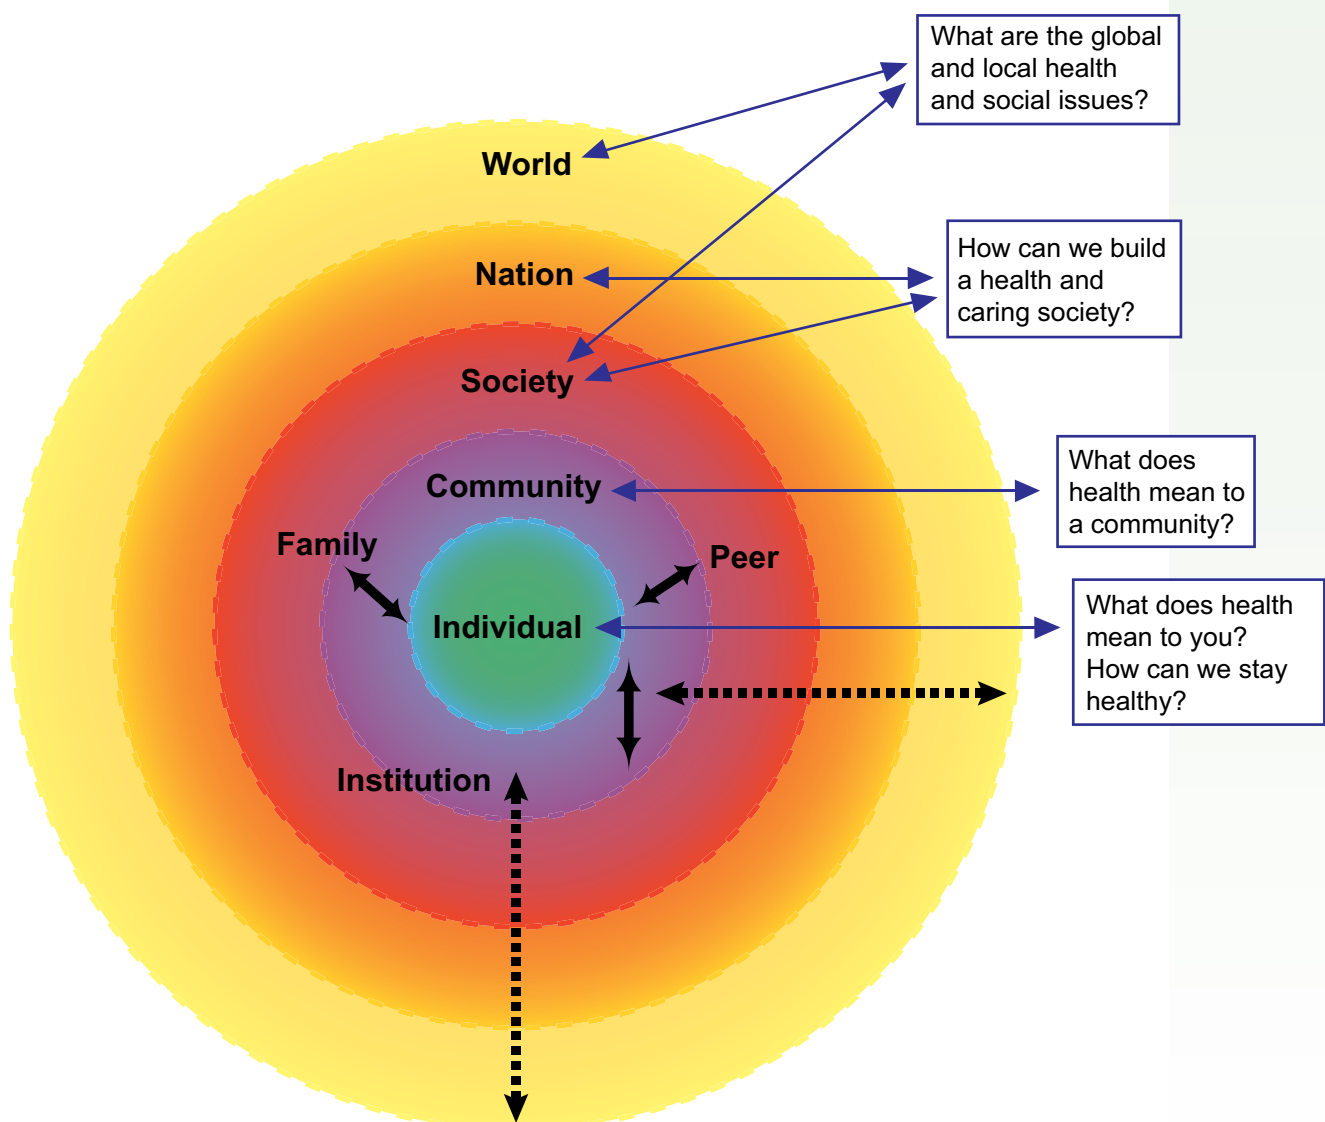 What are the global
and local health
and social issues?
World
How can we build
a health and
caring society?
Nation
Society
What does
health mean to
a community?
Community
Family
Peer
What does health
mean to you?
How can we stay
healthy?
Individual
Institution